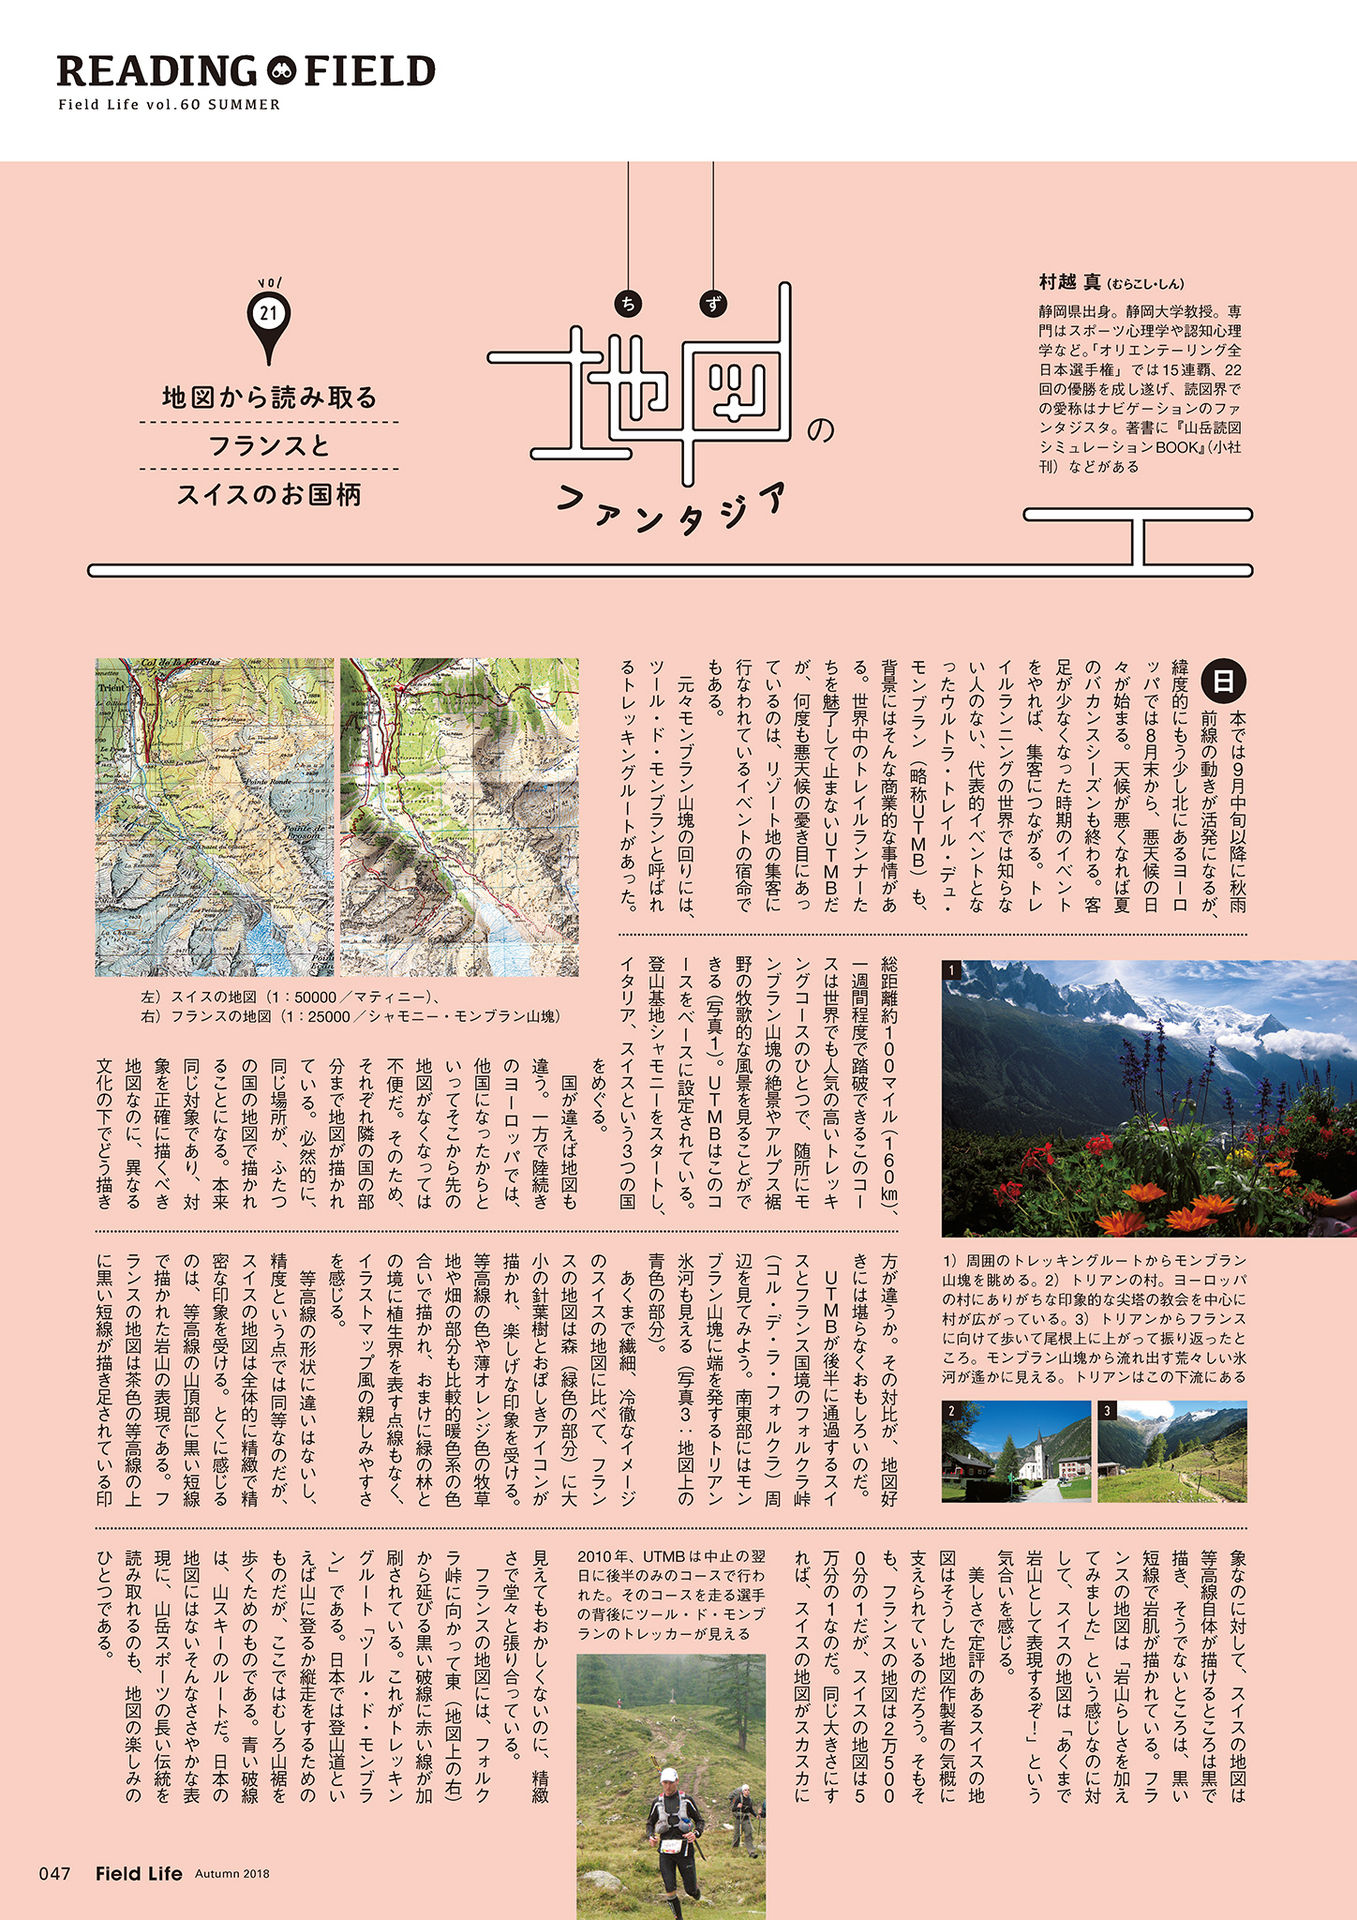 READING FIELD
Field Life vol.60 SUMMER
ち
ず
地図の
ファンタジア
vol
21
地図から読み取る
フランスと
スイスのお国柄
村越 真（むらこし・しん）
静岡県出身。静岡大学教授。専
門はスポーツ心理学や認知心理
学など。「オリエンテーリング全
日本選手権」では15連覇、22
回の優勝を成し遂げ、読図界で
の愛称はナビゲーションのファ
ンタジスタ。著書に『山岳読図
シミュレーションBOOK』（小社
刊）などがある
日本では9月中旬以降に秋雨
前線の動きが活発になるが、
緯度的にもう少し北にあるヨーロ
ッパでは8月末から、悪天候の日
々が始まる。天候が悪くなれば夏
のバカンスシーズンも終わる。客
足が少なくなった時期のイベント
をやれば、集客につながる。トレ
イルランニングの世界では知らな
い人のない、代表的イベントとな
ったウルトラ・トレイル・デュ・
モンブラン（略称UTMB）も、
背景にはそんな商業的な事情があ
る。世界中のトレイルランナーた
ちを魅了して止まないUTMBだ
が、何度も悪天候の憂き目にあっ
ているのは、リゾート地の集客に
行なわれているイベントの宿命で
もある。
元々モンブラン山塊の回りには、
ツール・ド・モンブランと呼ばれ
るトレッキングルートがあった。
総距離約100マイル（160㎞）、
一週間程度で踏破できるこのコー
スは世界でも人気の高いトレッキ
ングコースのひとつで、随所にモ
ンブラン山塊の絶景やアルプス裾
野の牧歌的な風景を見ることがで
きる（写真1）。UTMBはこのコ
ースをベースに設定されている。
登山基地シャモニーをスタートし、
イタリア、スイスという3つの国
をめぐる。
国が違えば地図も
違う。一方で陸続き
のヨーロッパでは、
他国になったからと
いってそこから先の
地図がなくなっては
不便だ。そのため、
それぞれ隣の国の部
分まで地図が描かれ
ている。必然的に、
同じ場所が、ふたつ
の国の地図で描かれ
ることになる。本来
同じ対象であり、対
象を正確に描くべき
地図なのに、異なる
文化の下でどう描き
方が違うか。その対比が、地図好
きには堪らなくおもしろいのだ。
UTMBが後半に通過するスイ
スとフランス国境のフォルクラ峠
（コル・デ・ラ・フォルクラ）周
辺を見てみよう。南東部にはモン
ブラン山塊に端を発するトリアン
氷河も見える（写真3：地図上の
青色の部分）。
あくまで繊細、冷徹なイメージ
のスイスの地図に比べて、フラン
スの地図は森（緑色の部分）に大
小の針葉樹とおぼしきアイコンが
描かれ、楽しげな印象を受ける。
等高線の色や薄オレンジ色の牧草
地や畑の部分も比較的暖色系の色
合いで描かれ、おまけに緑の林と
の境に植生界を表す点線もなく、
イラストマップ風の親しみやすさ
を感じる。
等高線の形状に違いはないし、
精度という点では同等なのだが、
スイスの地図は全体的に精緻で精
密な印象を受ける。とくに感じる
のは、等高線の山頂部に黒い短線
で描かれた岩山の表現である。フ
ランスの地図は茶色の等高線の上
に黒い短線が描き足されている印
象なのに対して、スイスの地図は
等高線自体が描けるところは黒で
描き、そうでないところは、黒い
短線で岩肌が描かれている。フラ
ンスの地図は「岩山らしさを加え
てみました」という感じなのに対
して、スイスの地図は「あくまで
岩山として表現するぞ！」という
気合いを感じる。
美しさで定評のあるスイスの地
図はそうした地図作製者の気概に
支えられているのだろう。そもそ
も、フランスの地図は2万500
0分の1だが、スイスの地図は5
万分の1なのだ。同じ大きさにす
れば、スイスの地図がスカスカに
見えてもおかしくないのに、精緻
さで堂々と張り合っている。
フランスの地図には、フォルク
ラ峠に向かって東（地図上の右）
から延びる黒い破線に赤い線が加
刷されている。これがトレッキン
グルート「ツール・ド・モンブラ
ン」である。日本では登山道とい
えば山に登るか縦走をするための
ものだが、ここではむしろ山裾を
歩くためのものである。青い破線
は、山スキーのルートだ。日本の
地図にはないそんなささやかな表
現に、山岳スポーツの長い伝統を
読み取れるのも、地図の楽しみの
ひとつである。
Col de la Forclaz
Trient
左）スイスの地図（1：50000／マティニー）、
右）フランスの地図（1：25000／シャモニー・モンブラン山塊）
1
1）周囲のトレッキングルートからモンブラン
山塊を眺める。2）トリアンの村。ヨーロッパ
の村にありがちな印象的な尖塔の教会を中心に
村が広がっている。3）トリアンからフランス
に向けて歩いて尾根上に上がって振り返ったと
ころ。モンブラン山塊から流れ出す荒々しい氷
河が遥かに見える。トリアンはこの下流にある
2
3
2010年、UTMBは中止の翌
日に後半のみのコースで行わ
れた。そのコースを走る選手
の背後にツール・ド・モンブ
ランのトレッカーが見える
047 Field Life Autumn 2018